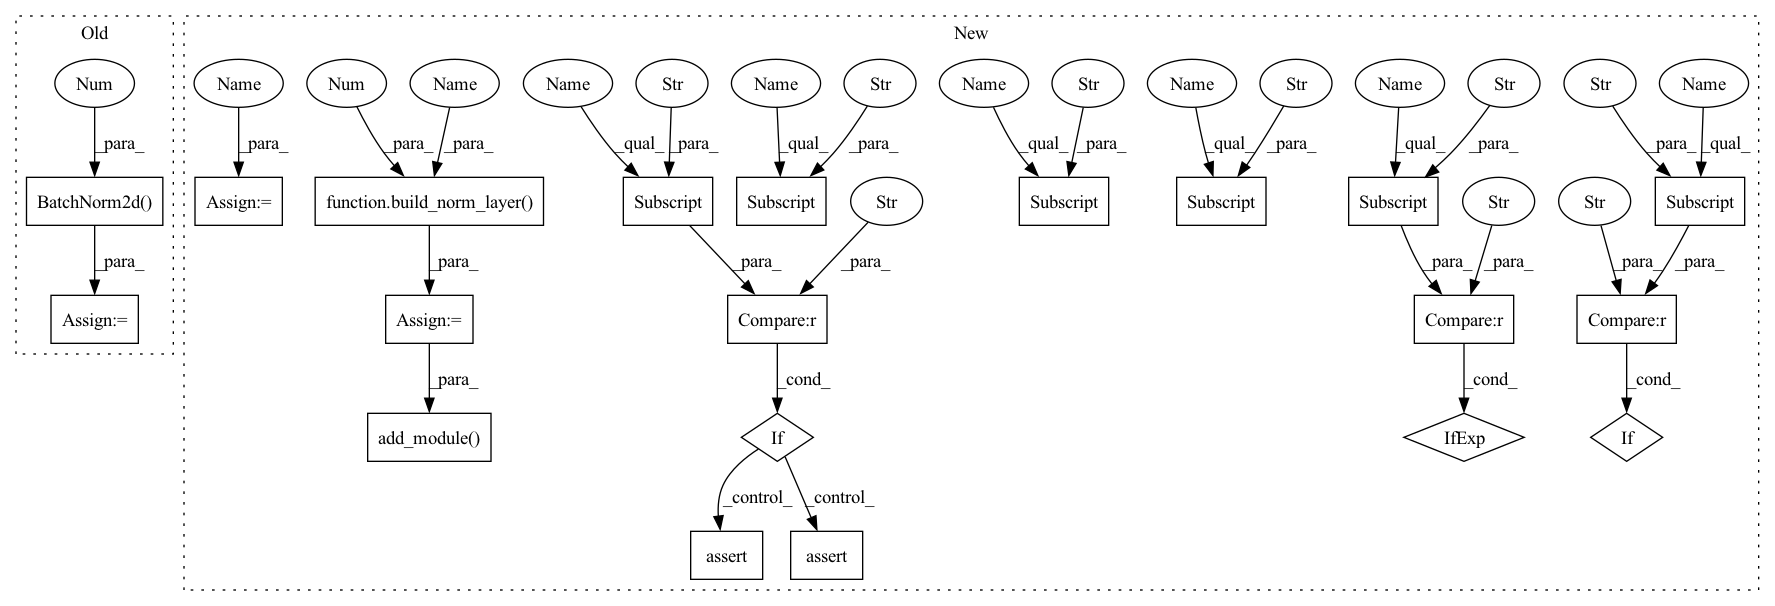 Old
New
Num
Name
Num
Name
Name
Str
Name
Str
Name
Str
Name
Str
Name
Str
Str
Name
_para_
_para_
_para_
_para_
_qual_
_para_
_qual_
_para_
_qual_
_para_
_qual_
_para_
_qual_
_para_
_para_
_qual_
BatchNorm2d()
Assign:=
function.build_norm_layer()
Subscript
Subscript
Str
Subscript
Subscript
Subscript
Str
Str
Subscript
_para_
_para_
_para_
_para_
_para_
_para_
_para_
_para_
Assign:=
Assign:=
Compare:r
Compare:r
Compare:r
_para_
_cond_
_cond_
_cond_
add_module()
If
IfExp
If
_control_
_control_
assert
assert